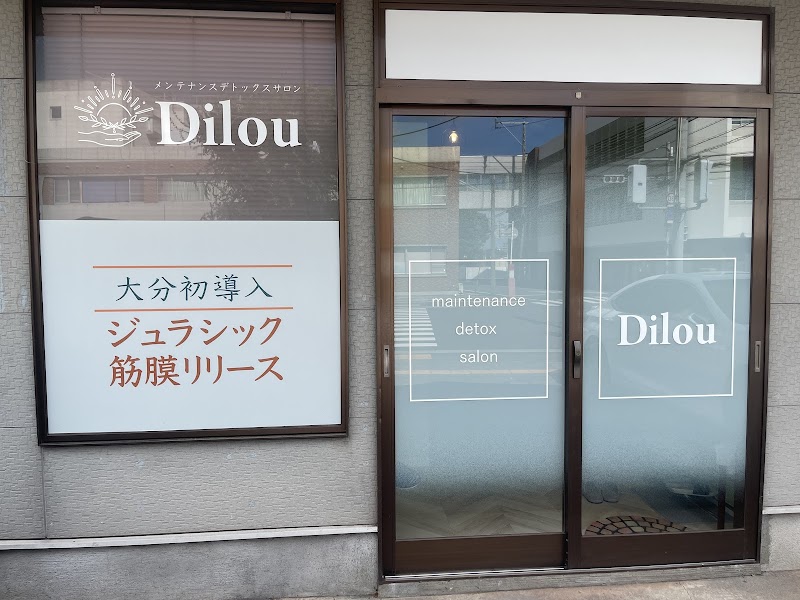 メンテナンスデトックスサロン
Dilou
大分初導入
ジュラシック
筋膜リリース
maintenance
detox
salon
Dilou